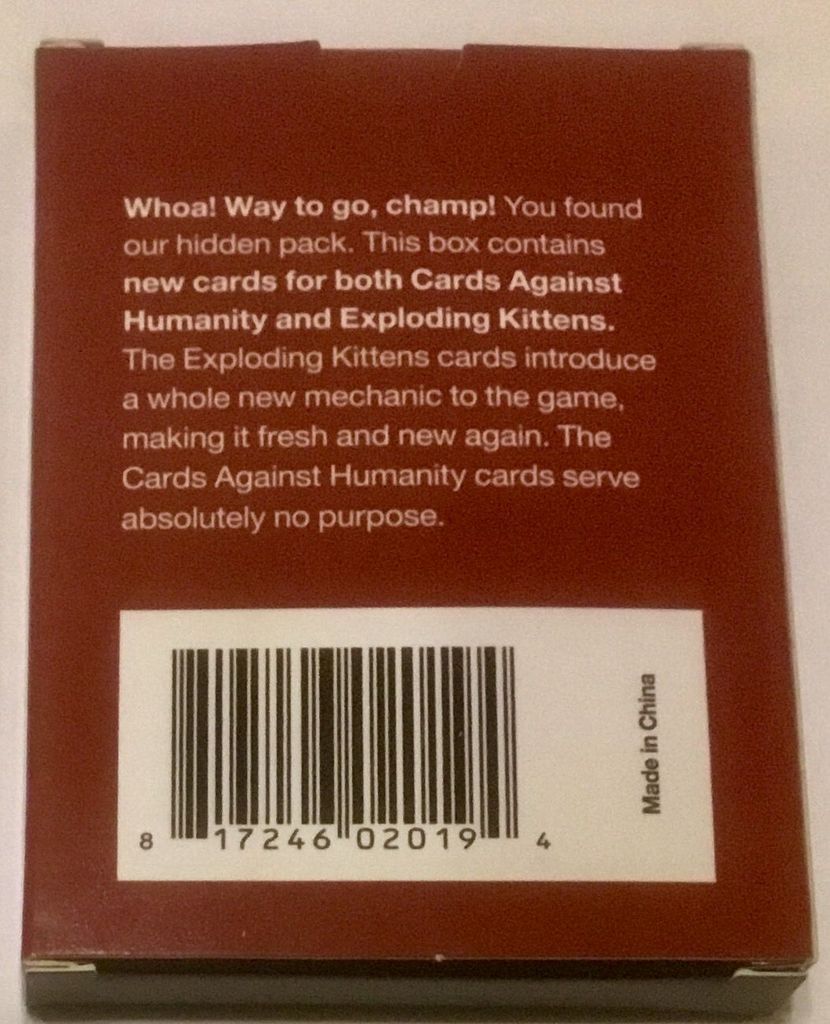 Whoa! Way to go, champ! You found
our hidden pack. This box contains
new cards for both Cards Against
Humanity and Exploding Kittens.
The Exploding Kittens cards introduce
a whole new mechanic to the game,
making it fresh and new again. The
Cards Against Humanity cards serve
absolutely no purpose.
Made in China
8 17246 02019 4